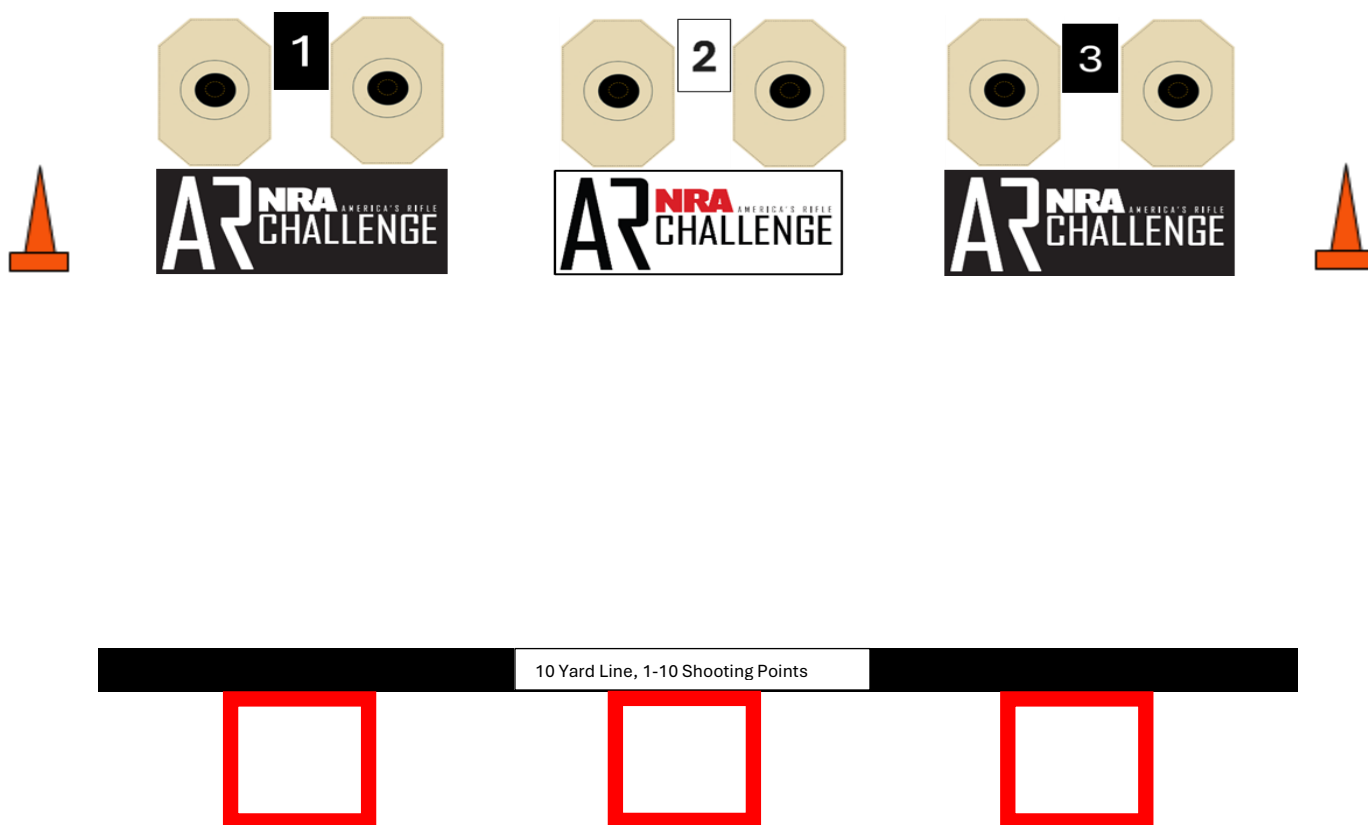 1
2
3
AR NRA AMERICA'S RIFLE
CHALLENGE
AR NRA AMERICA'S RIFLE
CHALLENGE
AR NRA AMERICA'S RIFLE
CHALLENGE
10 Yard Line, 1-10 Shooting Points